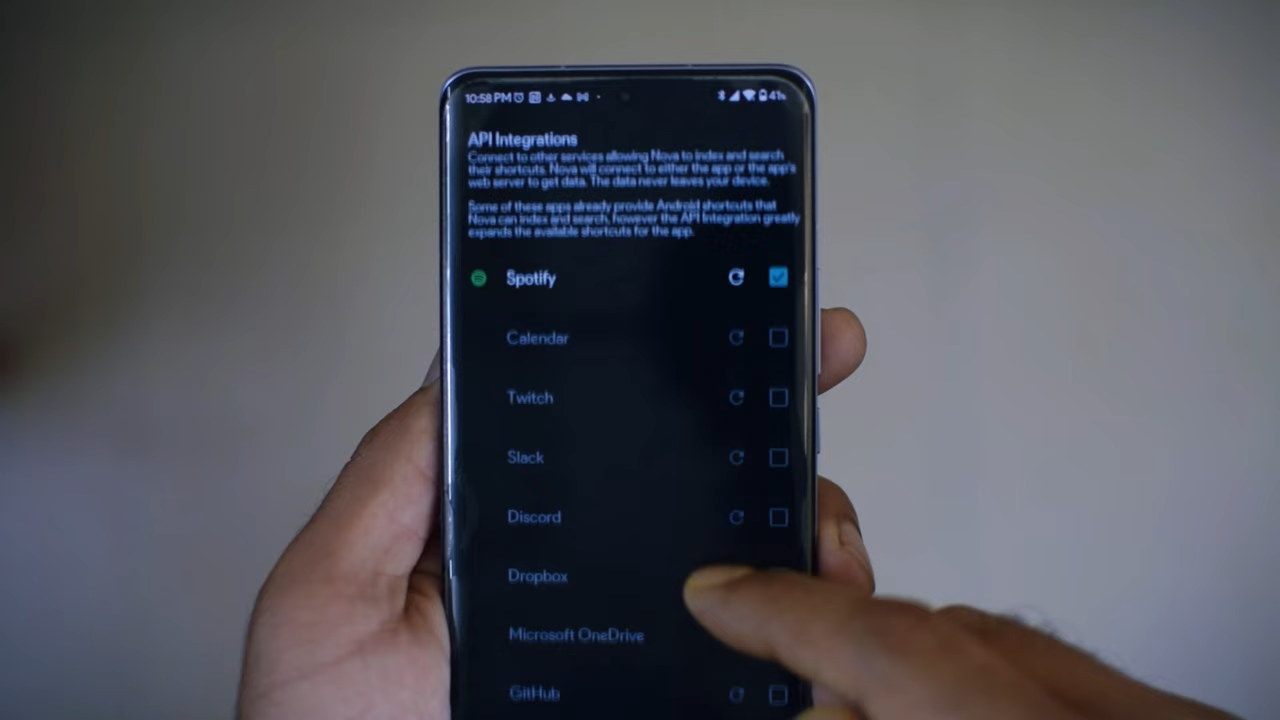 10:58 PM 41%
API Integrations
Connect to other services allowing Nova to index and search
their shortcuts. Nova will connect to either the app or the app's
web server to get data. The data never leaves your device.
Some of these apps already provide Android shortcuts that
Nova can index and search, however the API Integration greatly
expands the available shortcuts for the app.
Spotify
Calendar
Twitch
Slack
Discord
Dropbox
Microsoft OneDrive
GitHub